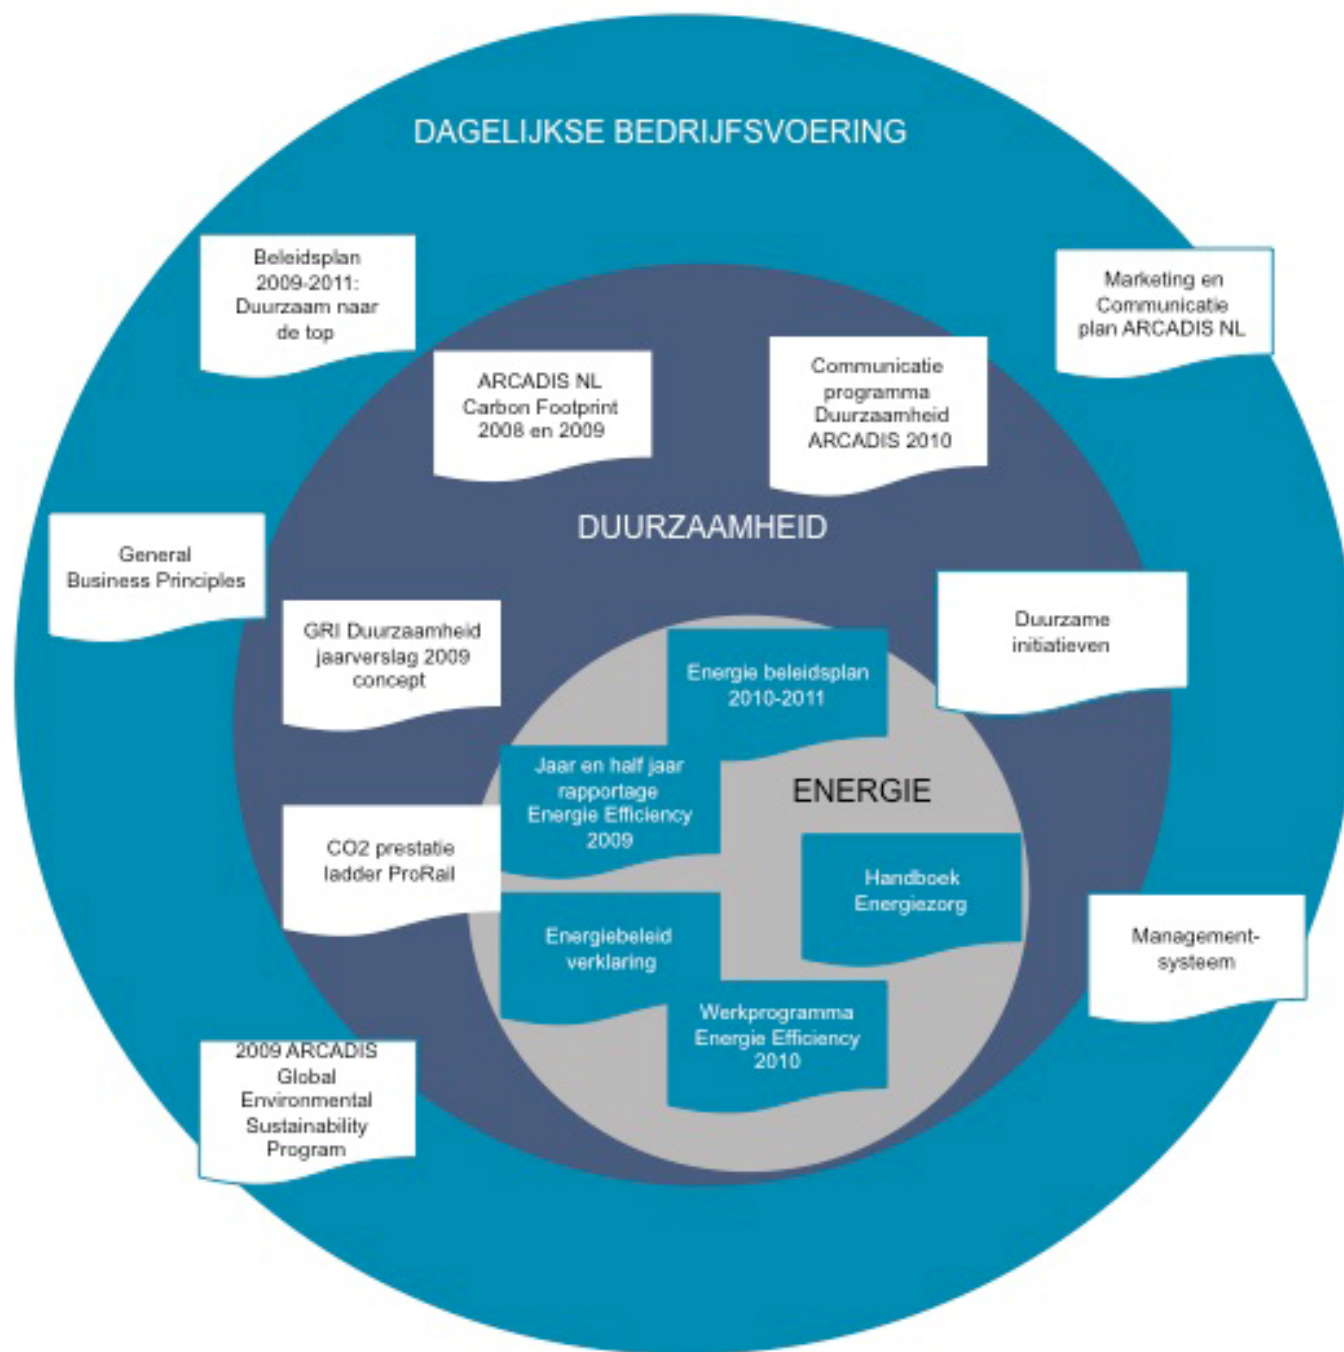 DAGELIJKSE BEDRIJFSVOERING
Beleidsplan
2009-2011:
Duurzaam naar
de top
Marketing en
Communicatie
plan ARCADIS NL
ARCADIS NL
Carbon Footprint
2008 en 2009
Communicatie
programma
Duurzaamheid
ARCADIS 2010
DUURZAAMHEID
General
Business Principles
GRI Duurzaamheid
jaarverslag 2009
concept
Duurzame
initiatieven
Energie beleidsplan
2010-2011
Jaar en half jaar
rapportage
Energie Efficiency
2009
ENERGIE
CO2 prestatie
ladder ProRail
Handboek
Energiezorg
Energiebeleid
verklaring
Management-
systeem
Werkprogramma
Energie Efficiency
2010
2009 ARCADIS
Global
Environmental
Sustainability
Program